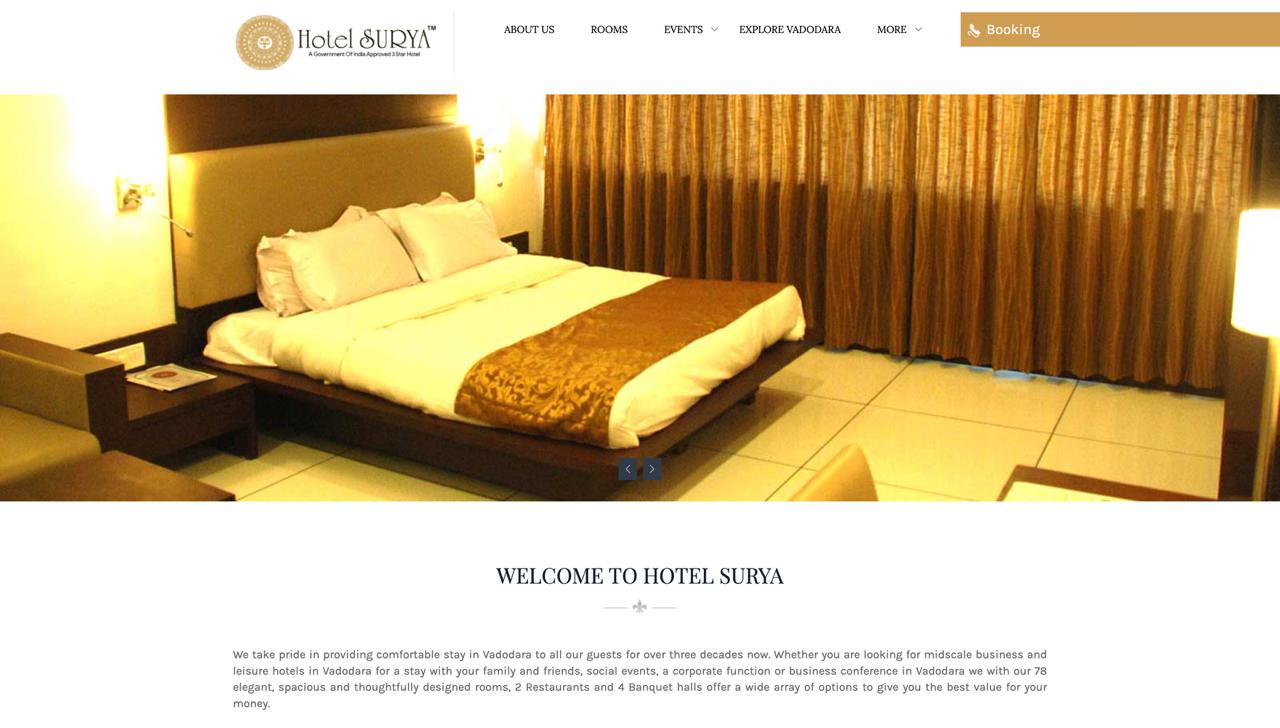 Hotel SURYA™
A Government Of India Approved 3 Star Hotel
ABOUT US
ROOMS
EVENTS
EXPLORE VADODARA
MORE
Booking
WELCOME TO HOTEL SURYA
We take pride in providing comfortable stay in Vadodara to all our guests for over three decades now. Whether you are looking for midscale business and
leisure hotels in Vadodara for a stay with your family and friends, social events, a corporate function or business conference in Vadodara we with our 78
elegant, spacious and thoughtfully designed rooms, 2 Restaurants and 4 Banquet halls offer a wide array of options to give you the best value for your
money.